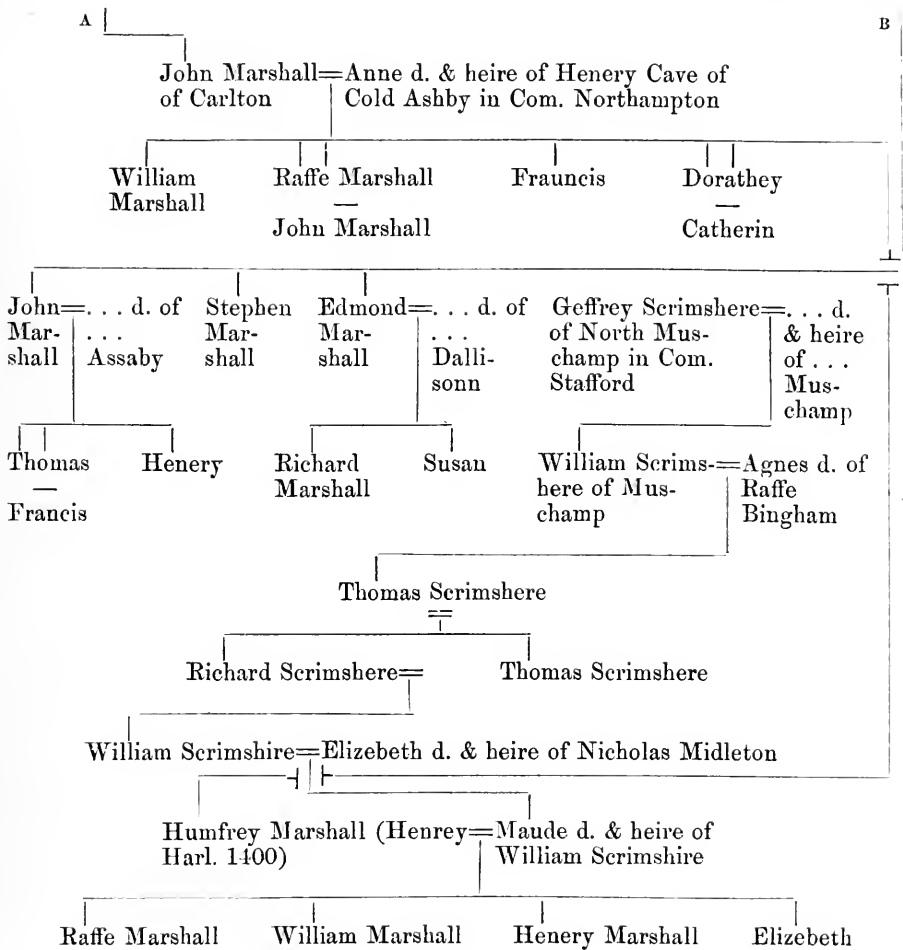 A B
John Marshall=Anne d. & heire of Henery Cave of
of Carlton Cold Ashby in Com. Northampton
William Raffe Marshall Frauncis Dorathey
Marshall — —
John Marshall Catherin
John=. . . d. of Stephen Edmond=. . . d. of Geffrey Scrimshere=. . . d.
Mar- . . . Mar- Mar- . . . of North Mus- & heire
shall Assaby shall shall Dalli- champ in Com. of . . .
sonn Stafford Mus-
champ
Thomas Henery Richard Susan William Scrims-=Agnes d. of
— Marshall here of Mus- Raffe
Francis champ Bingham
Thomas Scrimshere
=
Richard Scrimshere= Thomas Scrimshere
William Scrimshire=Elizebeth d. & heire of Nicholas Midleton
Humfrey Marshall (Henrey=Maude d. & heire of
Harl. 1400) William Scrimshire
Raffe Marshall William Marshall Henery Marshall Elizebeth